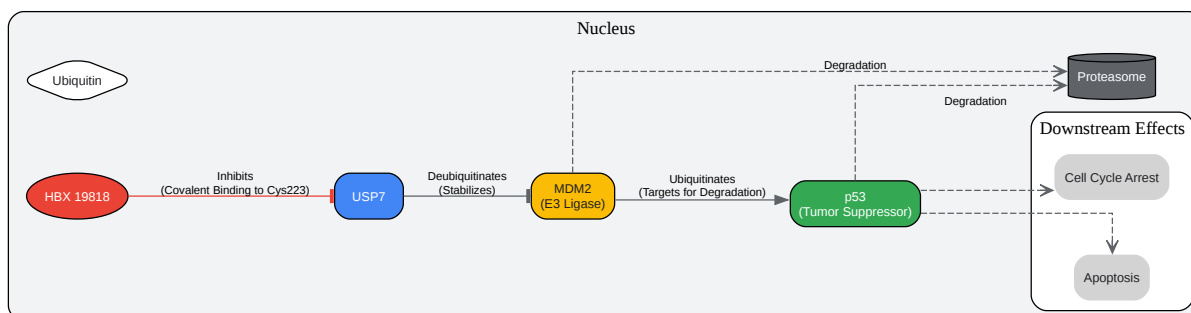 Nucleus
Ubiquitin
Degradation
Proteasome
Degradation
Downstream Effects
HBX 19818
Inhibits
(Covalent Binding to Cys223)
USP7
Deubiquitinates
(Stabilizes)
MDM2
(E3 Ligase)
Ubiquitinates
(Targets for Degradation)
p53
(Tumor Suppressor)
Cell Cycle Arrest
Apoptosis